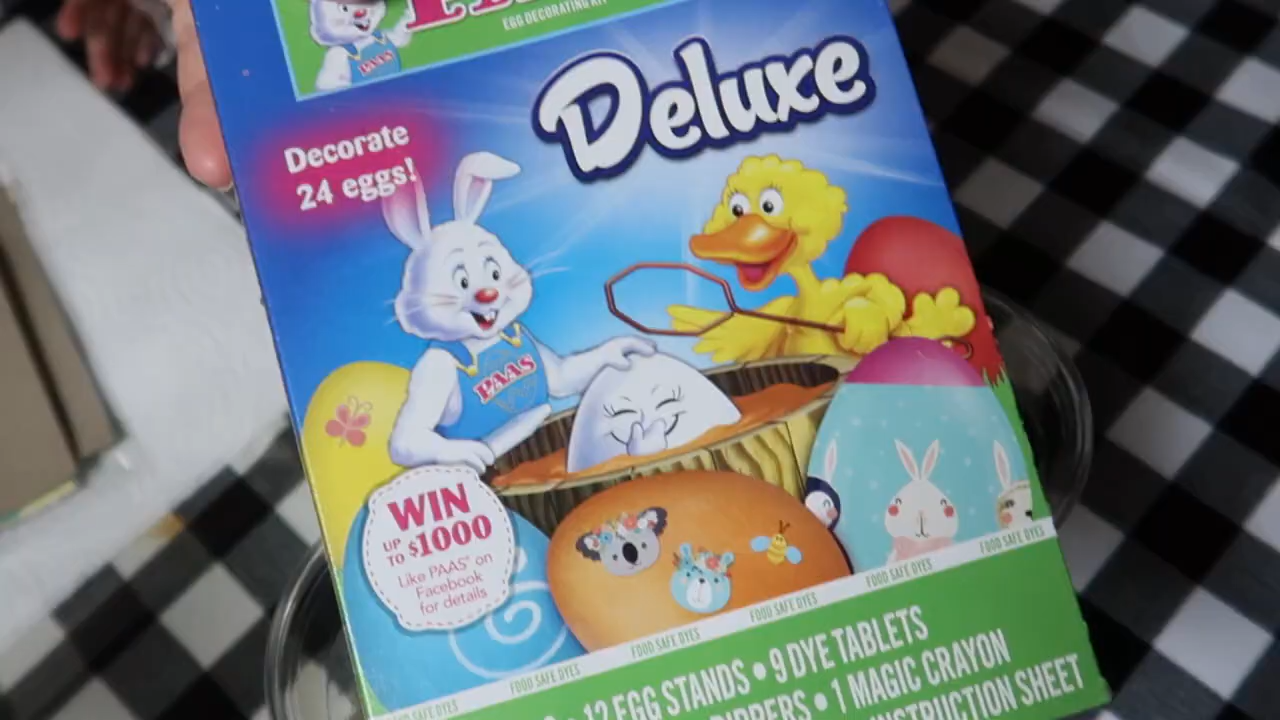 EGG DECORATING KIT
PAAS
Deluxe
Decorate
24 eggs!
PAAS
WIN
UP TO $1000
Like PAAS® on
Facebook
for details
FOOD SAFE DYES
FOOD SAFE DYES
FOOD SAFE DYES
FOOD SAFE DYES
FOOD SAFE DYES
FOOD SAFE DYES
• 12 EGG STANDS • 9 DYE TABLETS
DIPPERS • 1 MAGIC CRAYON
INSTRUCTION SHEET